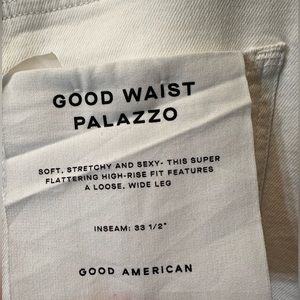 GOOD WAIST
PALAZZO
SOFT, STRETCHY AND SEXY- THIS SUPER
FLATTERING HIGH-RISE FIT FEATURES
A LOOSE, WIDE LEG
INSEAM: 33 1/2"
GOOD AMERICAN